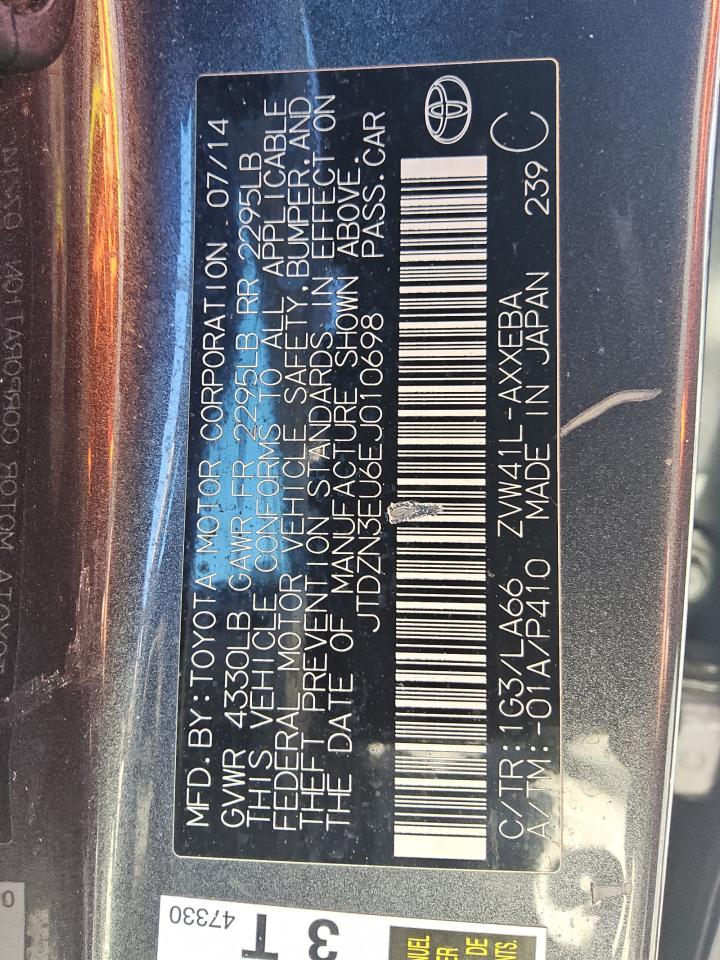 MFD.BY:TOYOTA MOTOR CORPORATION 07/14
GVWR 4330LB GAWR FR 2295LB RR 2295LB
THIS VEHICLE CONFORMS TO ALL APPLICABLE
FEDERAL MOTOR VEHICLE SAFETY,BUMPER,AND
THEFT PREVENTION STANDARDS IN EFFECT ON
THE DATE OF MANUFACTURE SHOWN ABOVE.
JTDZN3EU6EJ010698 PASS.CAR
C/TR:1G3/LA66 ZVW41L-AXXEBA 239 C
A/TM:-01A/P410 MADE IN JAPAN
47330
3 T
DE